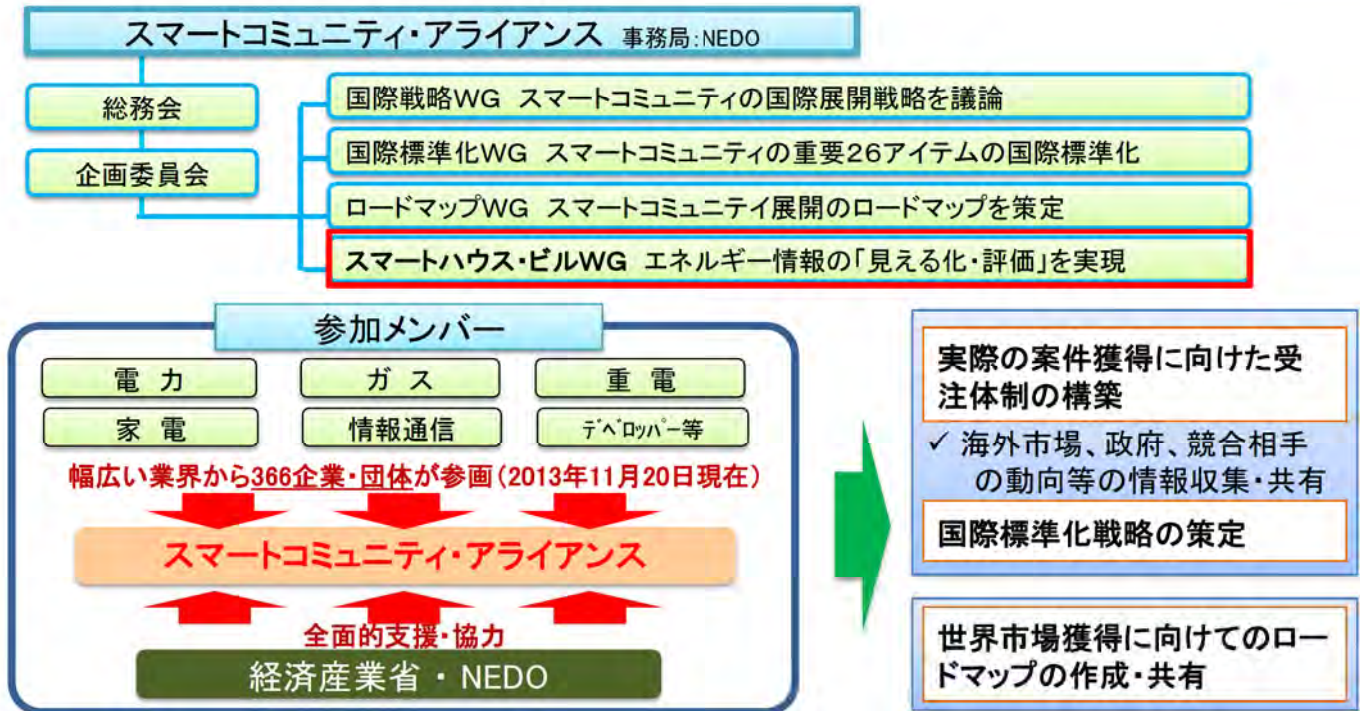 スマートコミュニティ・アライアンス 事務局:NEDO
総務会
企画委員会
国際戦略WG スマートコミュニティの国際展開戦略を議論
国際標準化WG スマートコミュニティの重要26アイテムの国際標準化
ロードマップWG スマートコミュニテイ展開のロードマップを策定
スマートハウス・ビルWG エネルギー情報の「見える化・評価」を実現
参加メンバー
電 力
ガ ス
重 電
家 電
情報通信
ﾃﾞﾍﾞﾛｯﾊﾟｰ等
幅広い業界から366企業・団体が参画(2013年11月20日現在)
スマートコミュニティ・アライアンス
全面的支援・協力
経済産業省 ・ NEDO
実際の案件獲得に向けた受
注体制の構築
✓ 海外市場、政府、競合相手
の動向等の情報収集・共有
国際標準化戦略の策定
世界市場獲得に向けてのロー
ドマップの作成・共有